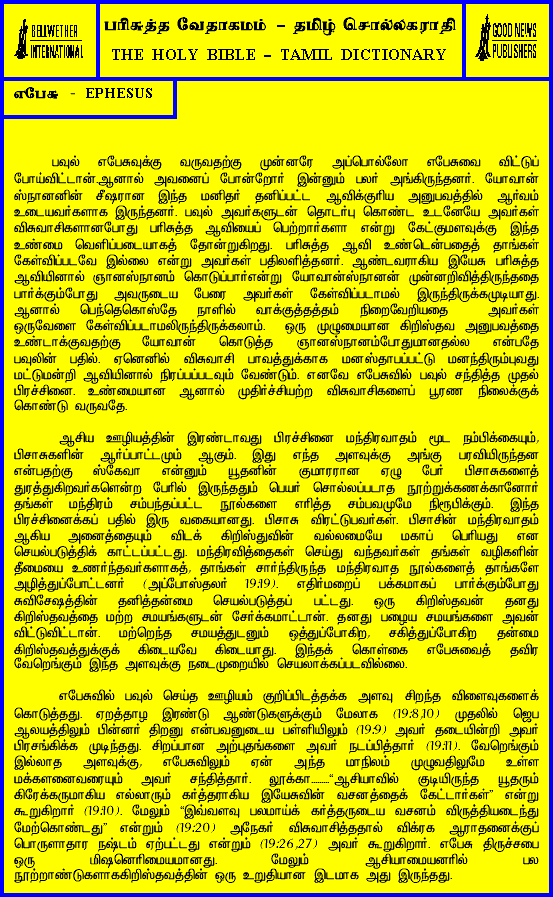 BELLWETHER
INTERNATIONAL
பரிசுத்த வேதாகமம் – தமிழ் சொல்லகராதி
THE HOLY BIBLE – TAMIL DICTIONARY
GOOD NEWS
PUBLISHERS
எபேசு - EPHESUS
பவுல் எபேசுவுக்கு வருவதற்கு முன்னரே அப்பொல்லோ எபேசுவை விட்டுப்
போய்விட்டான்.ஆனால் அவனைப் போன்றோர் இன்னும் பலர் அங்கிருந்தனர். யோவான்
ஸ்நானனின் சீஷரான இந்த மனிதர் தனிப்பட்ட ஆவிக்குரிய அனுபவத்தில் ஆர்வம்
உடையவர்களாக இருந்தனர். பவுல் அவர்களுடன் தொடர்பு கொண்ட உடனேயே அவர்கள்
விசுவாசிகளானபோது பரிசுத்த ஆவியைப் பெற்றார்களா என்று கேட்குமளவுக்கு இந்த
உண்மை வெளிப்படையாகத் தோன்றுகிறது. பரிசுத்த ஆவி உண்டென்பதைத் தாங்கள்
கேள்விப்படவே இல்லை என்று அவர்கள் பதிலளித்தனர். ஆண்டவராகிய இயேசு பரிசுத்த
ஆவியினால் ஞானஸ்நானம் கொடுப்பார்என்று யோவான்ஸ்நானன் முன்னறிவித்திருந்ததை
பார்க்கும்போது அவருடைய பேரை அவர்கள் கேள்விப்படாமல் இருந்திருக்கமுடியாது.
ஆனால் பெந்தெகொஸ்தே நாளில் வாக்குத்தத்தம் நிறைவேறியதை அவர்கள்
ஒருவேளை கேள்விப்படாமலிருந்திருக்கலாம். ஒரு முழுமையான கிறிஸ்தவ அனுபவத்தை
உண்டாக்குவதற்கு யோவான் கொடுத்த ஞானஸ்நானம்போதுமானதல்ல என்பதே
பவுலின் பதில். ஏனெனில் விசுவாசி பாவத்துக்காக மனஸ்தாபப்பட்டு மனந்திரும்புவது
மட்டுமன்றி ஆவியினால் நிரப்பப்படவும் வேண்டும். எனவே எபேசுவில் பவுல் சந்தித்த முதல்
பிரச்சினை. உண்மையான ஆனால் முதிர்ச்சியற்ற விசுவாசிகளைப் பூரண நிலைக்குக்
கொண்டு வருவதே.
ஆசிய ஊழியத்தின் இரண்டாவது பிரச்சினை மந்திரவாதம் மூட நம்பிக்கையும்,
பிசாசுகளின் ஆர்ப்பாட்டமும் ஆகும். இது எந்த அளவுக்கு அங்கு பரவியிருந்தன
என்பதற்கு ஸ்கேவா என்னும் யூதனின் குமாரரான ஏழு பேர் பிசாசுகளைத்
துரத்துகிறவர்களென்ற பேரில் இருந்ததும் பெயர் சொல்லப்படாத நூற்றுக்கணக்கானோர்
தங்கள் மந்திரம் சம்பந்தப்பட்ட நூல்களை எரித்த சம்பவமுமே நிரூபிக்கும். இந்த
பிரச்சினைக்கப் பதில் இரு வகையானது. பிசாசு விரட்டுபவர்கள். பிசாசின் மந்திரவாதம்
ஆகிய அனைத்தையும் விடக் கிறிஸ்துவின் வல்லமையே மகாப் பெரியது என
செயல்படுத்திக் காட்டப்பட்டது. மந்திரவித்தைகள் செய்து வந்தவர்கள் தங்கள் வழிகளின்
தீமையை உணர்ந்தவர்களாகத், தாங்கள் சார்ந்திருந்த மந்திரவாத நூல்களைத் தாங்களே
அழித்துப்போட்டனர் (அப்போஸ்தலர் 19:19). எதிர்மறைப் பக்கமாகப் பார்க்கும்போது
சுவிசேஷத்தின் தனித்தன்மை செயல்படுத்தப் பட்டது. ஒரு கிறிஸ்தவன் தனது
கிறிஸ்தவத்தை மற்ற சமயங்களுடன் சேர்க்கமாட்டான். தனது பழைய சமயங்களை அவன்
விட்டுவிட்டான். மற்றெந்த சமயத்துடனும் ஒத்துப்போகிற, சகித்துப்போகிற தன்மை
கிறிஸ்தவத்துக்குக் கிடையவே கிடையாது. இந்தக் கொள்கை எபேசுவைத் தவிர
வேறெங்கும் இந்த அளவுக்கு நடைமுறையில் செயலாக்கப்படவில்லை.
எபேசுவில் பவுல் செய்த ஊழியம் குறிப்பிடத்தக்க அளவு சிறந்த விளைவுகளைக்
கொடுத்தது. ஏறத்தாழ இரண்டு ஆண்டுகளுக்கும் மேலாக (19:8,10) முதலில் ஜெப
ஆலயத்திலும் பின்னர் திறனு என்பவனுடைய பள்ளியிலும் (19:9) அவர் தடையின்றி அவர்
பிரசங்கிக்க முடிந்தது. சிறப்பான அற்புதங்களை அவர் நடப்பித்தார் (19:11). வேறெங்கும்
இல்லாத அளவுக்கு, எபேசுவிலும் ஏன் அந்த மாநிலம் முழுவதிலுமே உள்ள
மக்களனைவரையும் அவர் சந்தித்தார். லூக்கா.........“ஆசியாவில் குடியிருந்த யூதரும்
கிரேக்கருமாகிய எல்லாரும் கர்த்தராகிய இயேசுவின் வசனத்தைக் கேட்டார்கள்” என்று
கூறுகிறார் (19:10). மேலும் “இவ்வளவு பலமாய்க் கர்த்தருடைய வசனம் விருத்தியடைந்து
மேற்கொண்டது” என்றும் (19:20) அநேகர் விசுவாசித்ததால் விக்ரக ஆராதனைக்குப்
பொருளாதார நஷ்டம் ஏற்பட்டது என்றும் (19:26,27) அவர் கூறுகிறார். எபேசு திருச்சபை
ஒரு மிஷனெரிமையமானது. மேலும் ஆசியாமையனரில் பல
நூற்றாண்டுகளாககிறிஸ்தவத்தின் ஒரு உறுதியான இடமாக அது இருந்தது.